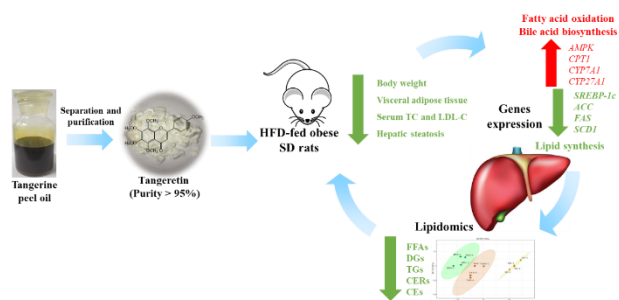 Separation and
purification
Tangerine
peel oil
Tangeretin
(Purity > 95%)
HFD-fed obese
SD rats
Body weight
Visceral adipose tissue
Serum TC and LDL-C
Hepatic steatosis
Fatty acid oxidation
Bile acid biosynthesis
AMPK
CPT1
CYP7A1
CYP27A1
Genes
expression
SREBP-1c
ACC
FAS
SCD1
Lipid synthesis
Lipidomics
FFAs
DGs
TGs
CERs
CEs